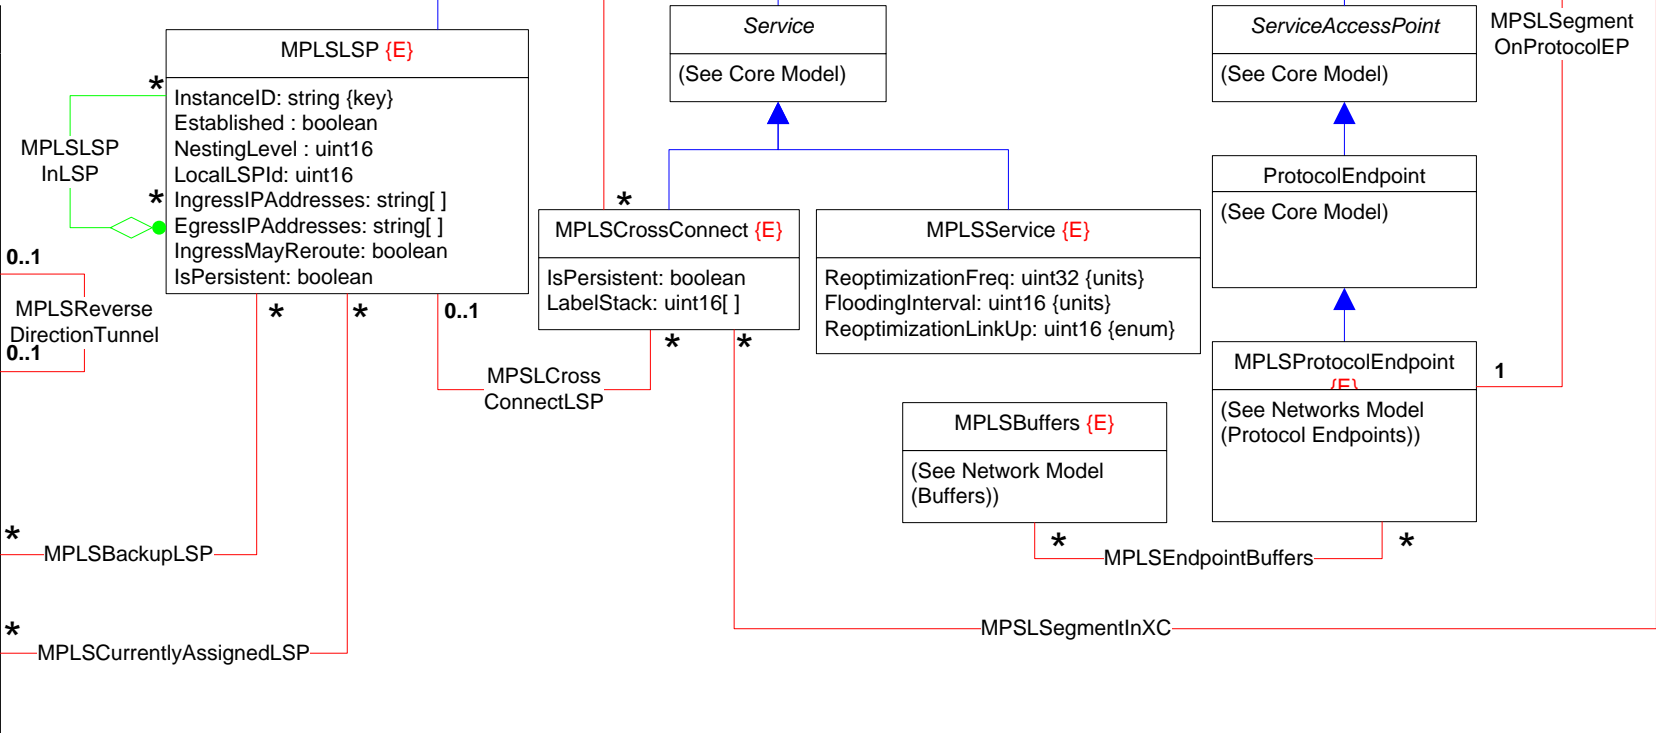 MPLSLSP {E}
InstanceID: string {key}
Established : boolean
NestingLevel : uint16
LocalLSPId: uint16
IngressIPAddresses: string[ ]
EgressIPAddresses: string[ ]
IngressMayReroute: boolean
IsPersistent: boolean
*
MPLSLSP
InLSP
*
0..1
MPLSReverse
DirectionTunnel
0..1
*
*
0..1
MPSLCross
ConnectLSP
*
MPLSBackupLSP
*
MPLSCurrentlyAssignedLSP
Service
(See Core Model)
*
MPLSCrossConnect {E}
IsPersistent: boolean
LabelStack: uint16[ ]
*
*
MPLSService {E}
ReoptimizationFreq: uint32 {units}
FloodingInterval: uint16 {units}
ReoptimizationLinkUp: uint16 {enum}
MPLSBuffers {E}
(See Network Model
(Buffers))
*
MPLSEndpointBuffers
*
MPSLSegmentInXC
ServiceAccessPoint
(See Core Model)
ProtocolEndpoint
(See Core Model)
MPLSProtocolEndpoint
{E}
(See Networks Model
(Protocol Endpoints))
MPSLSegment
OnProtocolEP
1